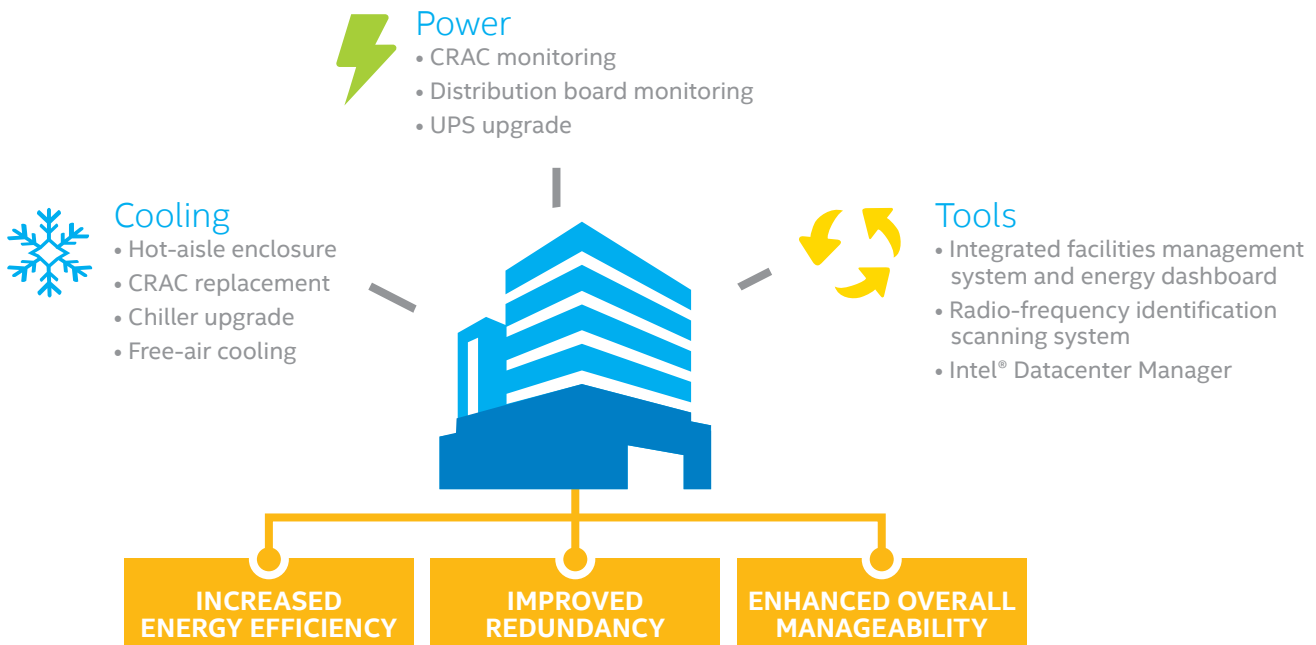 Power
• CRAC monitoring
• Distribution board monitoring
• UPS upgrade
Cooling
• Hot-aisle enclosure
• CRAC replacement
• Chiller upgrade
• Free-air cooling
Tools
• Integrated facilities management
system and energy dashboard
• Radio-frequency identification
scanning system
• Intel® Datacenter Manager
INCREASED
ENERGY EFFICIENCY
IMPROVED
REDUNDANCY
ENHANCED OVERALL
MANAGEABILITY